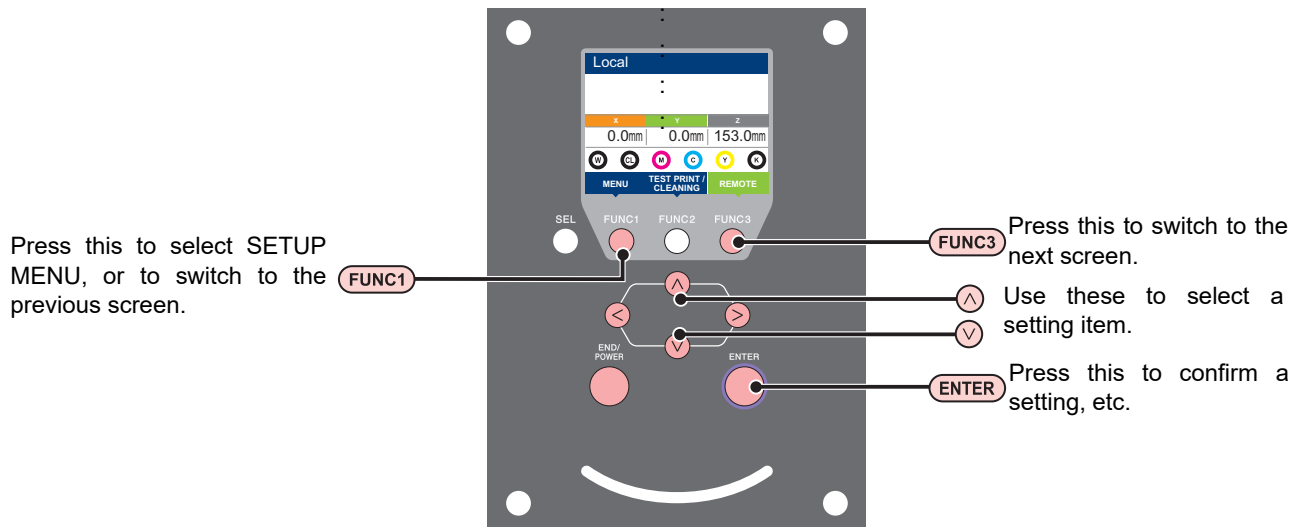 Local
X Y Z
0.0mm 0.0mm 153.0mm
W CL M C Y K
MENU TEST PRINT / CLEANING REMOTE
SEL FUNC1 FUNC2 FUNC3
Press this to select SETUP
MENU, or to switch to the
previous screen.
FUNC1
FUNC3
Press this to switch to the
next screen.
Use these to select a
setting item.
END/
POWER
ENTER
ENTER
Press this to confirm a
setting, etc.